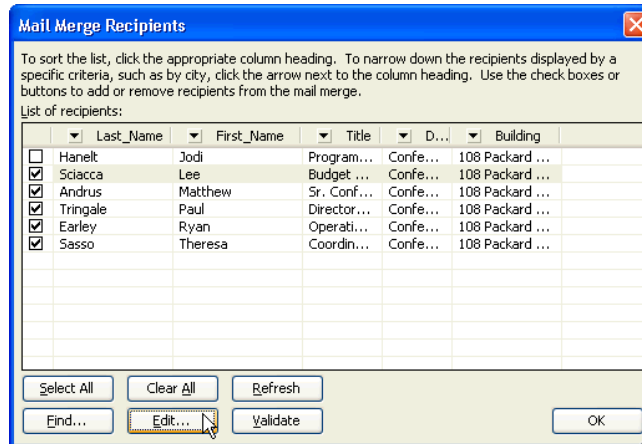 Mail Merge Recipients
To sort the list, click the appropriate column heading. To narrow down the recipients displayed by a
specific criteria, such as by city, click the arrow next to the column heading. Use the check boxes or
buttons to add or remove recipients from the mail merge.
List of recipients:
Last_Name First_Name Title D... Building
Hanelt Jodi Program... Confe... 108 Packard ...
Sciacca Lee Budget ... Confe... 108 Packard ...
Andrus Matthew Sr. Conf... Confe... 108 Packard ...
Tringale Paul Director... Confe... 108 Packard ...
Earley Ryan Operati... Confe... 108 Packard ...
Sasso Theresa Coordin... Confe... 108 Packard ...
Select All Clear All Refresh
Find... Edit... Validate OK